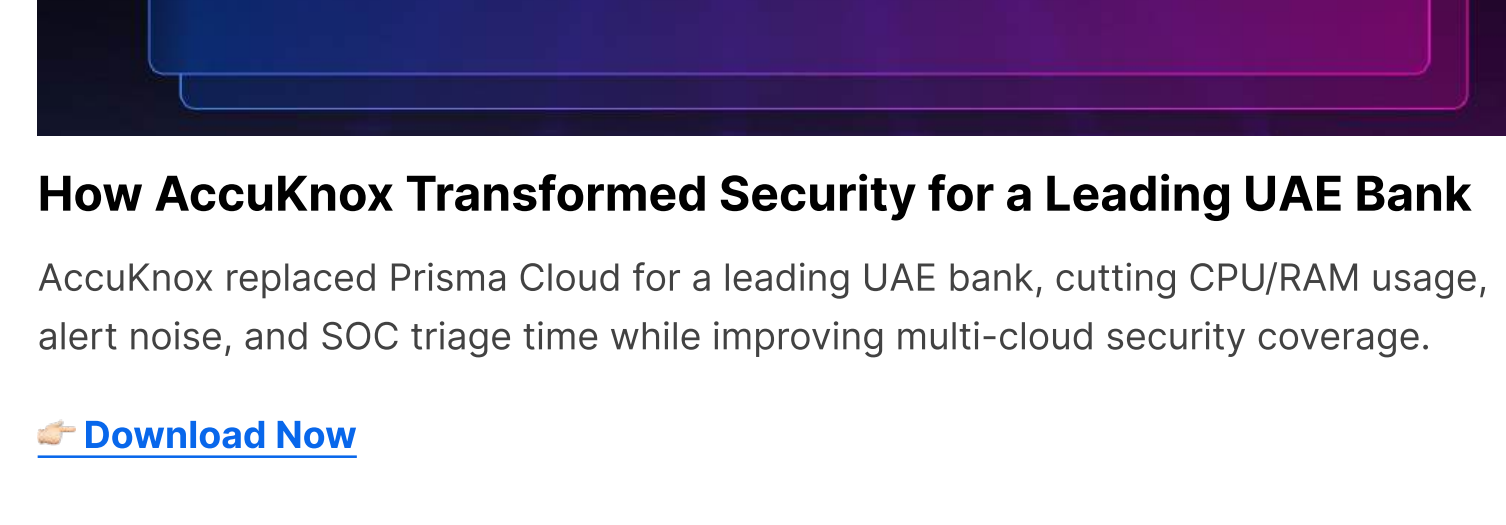 How AccuKnox Transformed Security for a Leading UAE Bank
AccuKnox replaced Prisma Cloud for a leading UAE bank, cutting CPU/RAM usage,
alert noise, and SOC triage time while improving multi-cloud security coverage.
👉🏻 Download Now